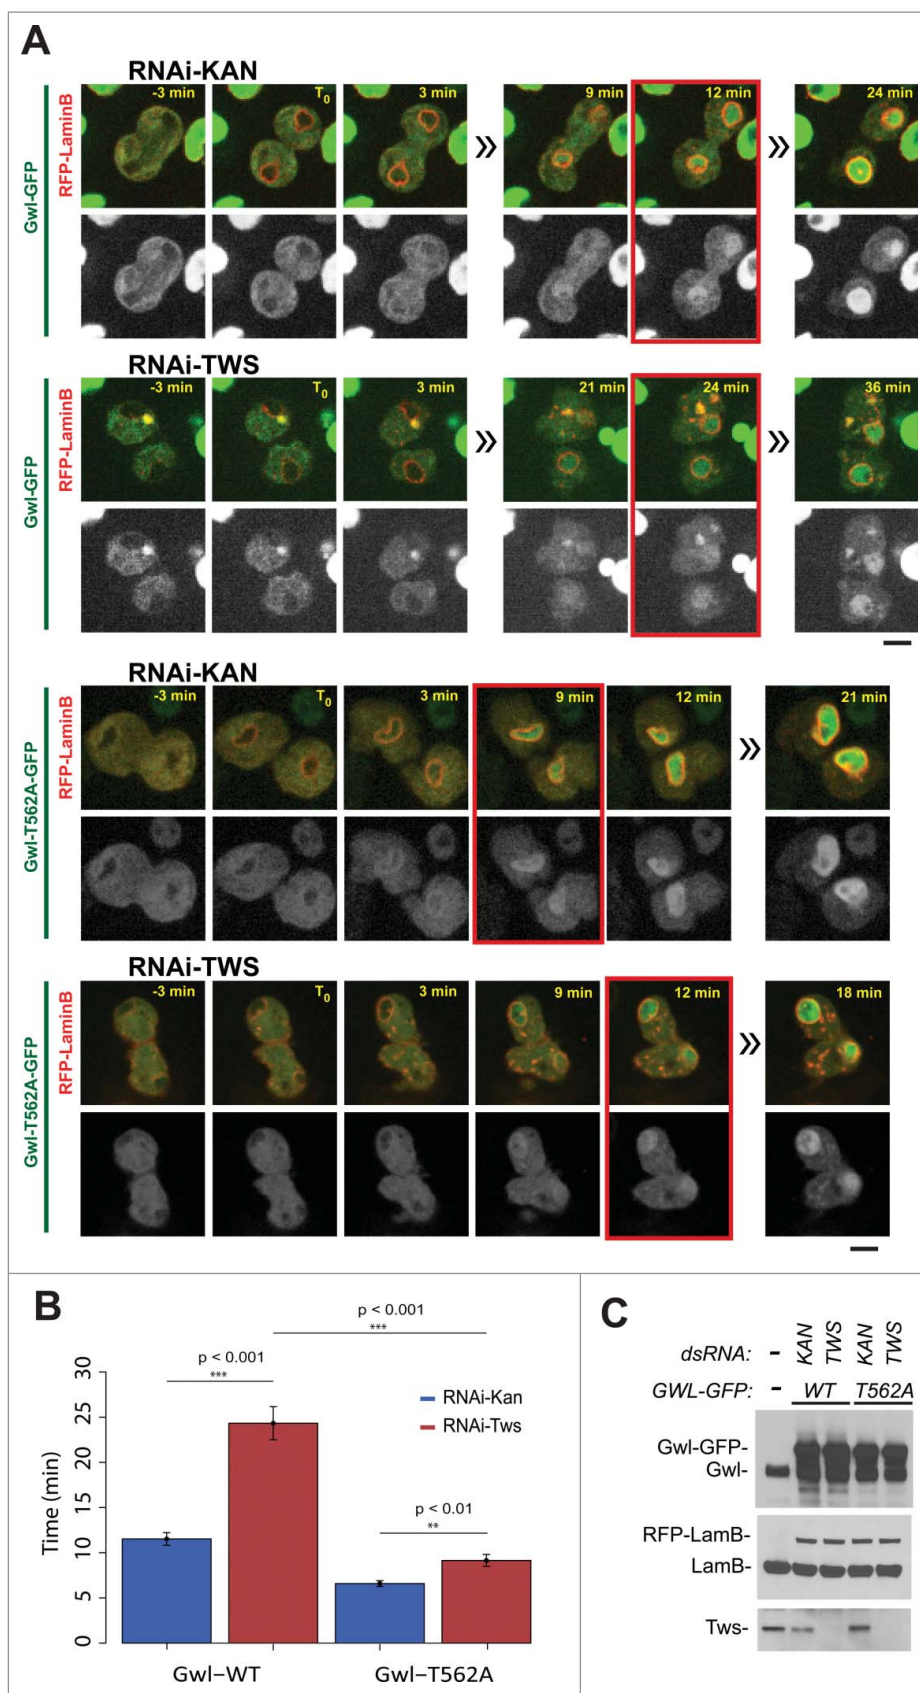 A
RNAi-KAN
Gwl-GFP
RFP-LaminB
-3 min
T0
3 min
»
9 min
12 min
»
24 min
RNAi-TWS
Gwl-GFP
RFP-LaminB
-3 min
T0
3 min
»
21 min
24 min
»
36 min
RNAi-KAN
Gwl-T562A-GFP
RFP-LaminB
-3 min
T0
3 min
9 min
12 min
»
21 min
RNAi-TWS
Gwl-T562A-GFP
RFP-LaminB
-3 min
T0
3 min
9 min
12 min
»
18 min
B
p < 0.001
***
p < 0.001
***
p < 0.01
**
RNAi-Kan
RNAi-Tws
Time (min)
30
25
20
15
10
5
0
Gwl–WT
Gwl–T562A
C
dsRNA: - KAN TWS KAN TWS
GWL-GFP: - WT T562A
Gwl-GFP-
Gwl-
RFP-LamB-
LamB-
Tws-